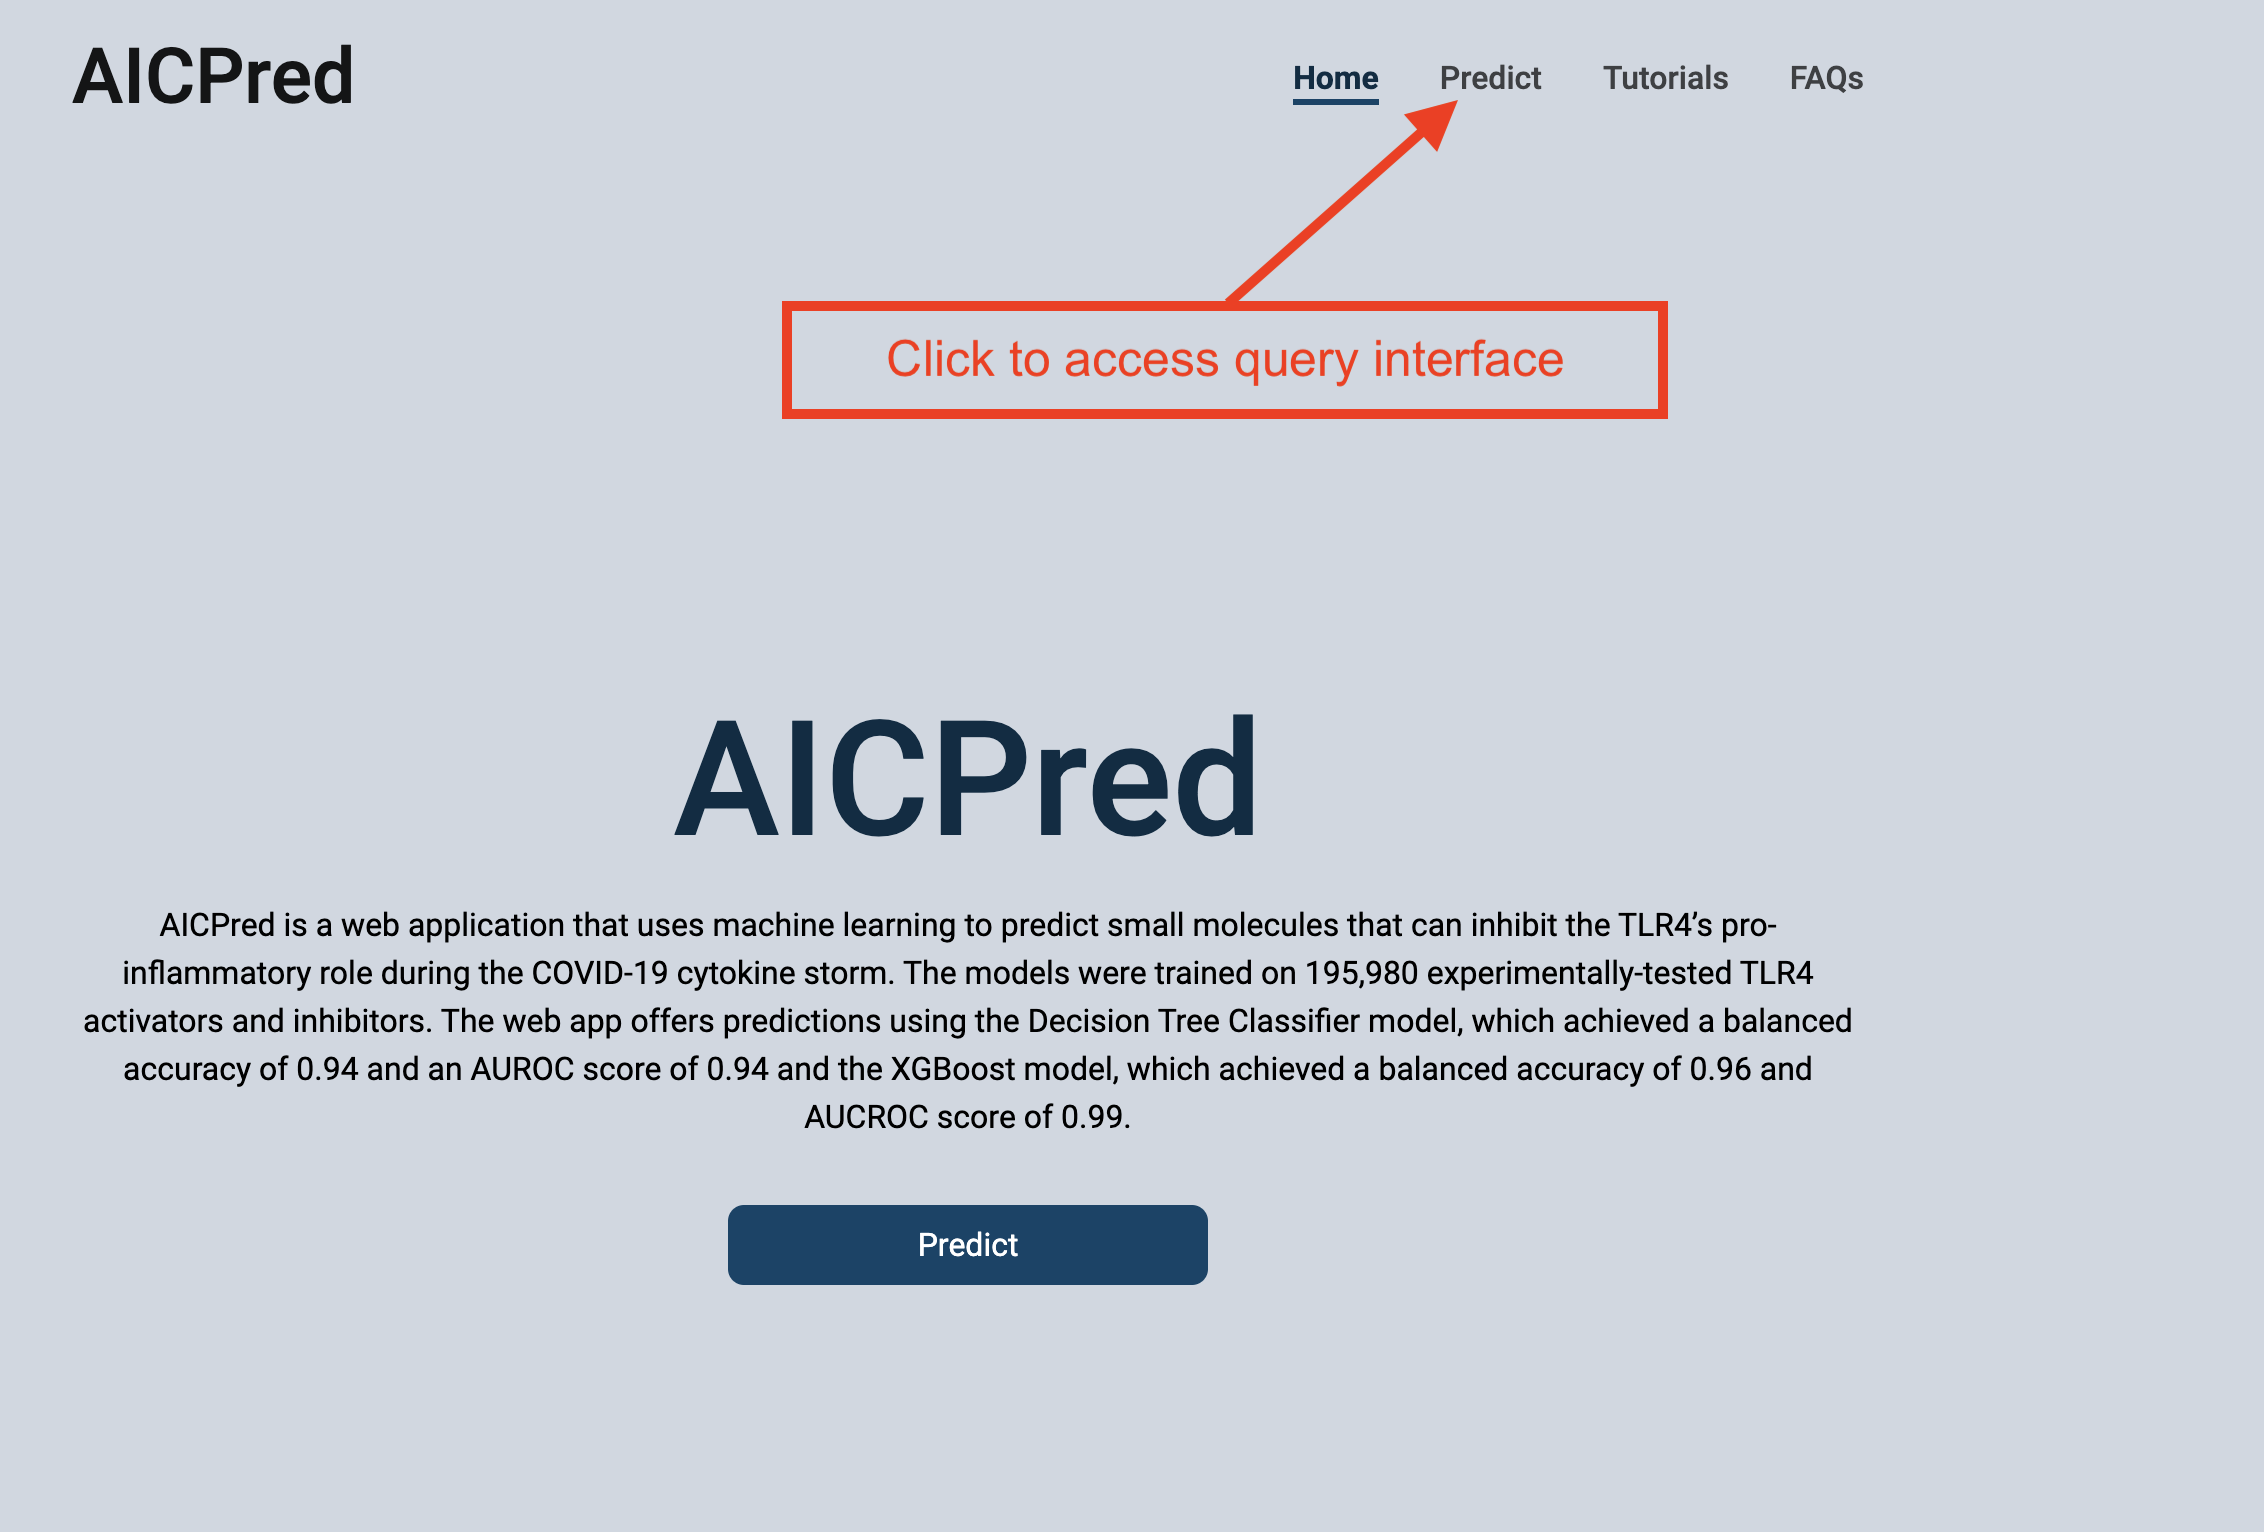 AICPred
Home Predict Tutorials FAQs
Click to access query interface
AICPred
AICPred is a web application that uses machine learning to predict small molecules that can inhibit the TLR4’s pro-
inflammatory role during the COVID-19 cytokine storm. The models were trained on 195,980 experimentally-tested TLR4
activators and inhibitors. The web app offers predictions using the Decision Tree Classifier model, which achieved a balanced
accuracy of 0.94 and an AUROC score of 0.94 and the XGBoost model, which achieved a balanced accuracy of 0.96 and
AUCROC score of 0.99.
Predict